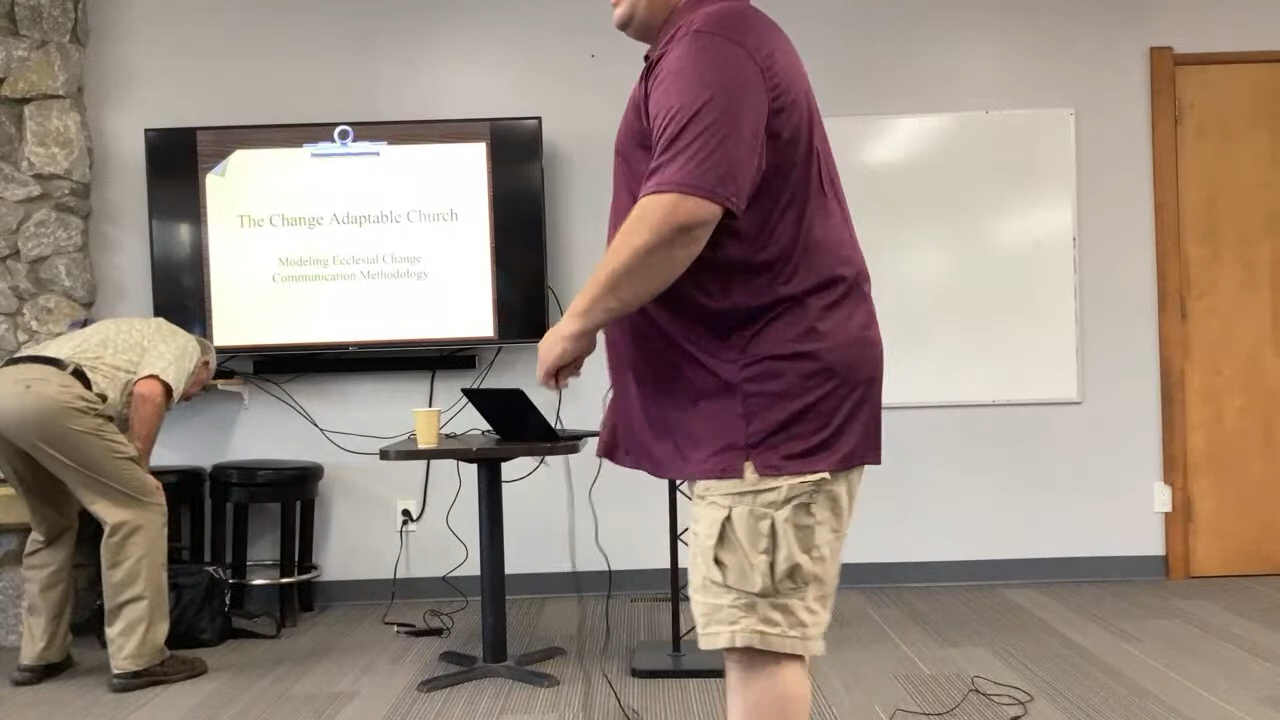 The Change Adaptable Church
Modeling Ecclesial Change
Communication Methodology